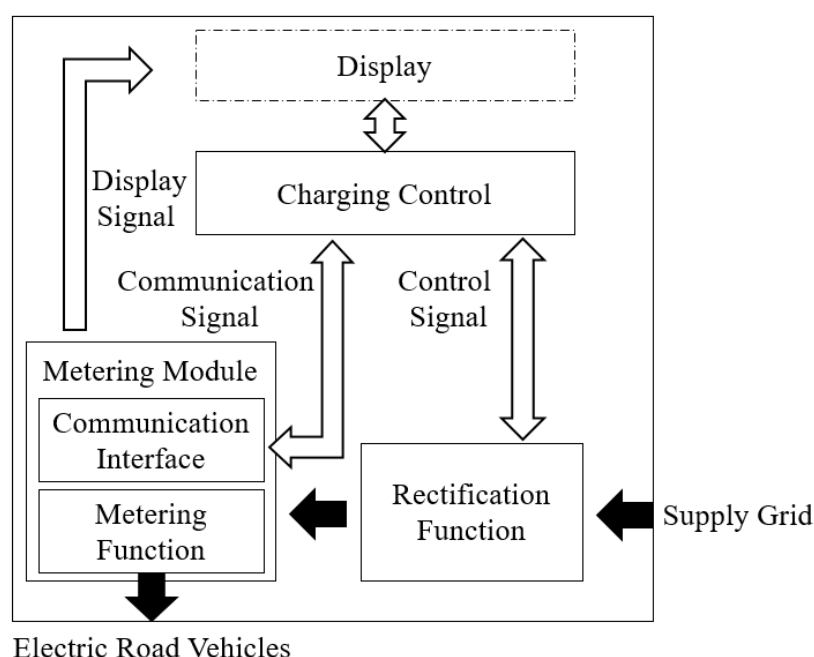 Display
Charging Control
Display
Signal
Communication
Signal
Control
Signal
Metering Module
Communication
Interface
Metering
Function
Rectification
Function
Supply Grid
Electric Road Vehicles